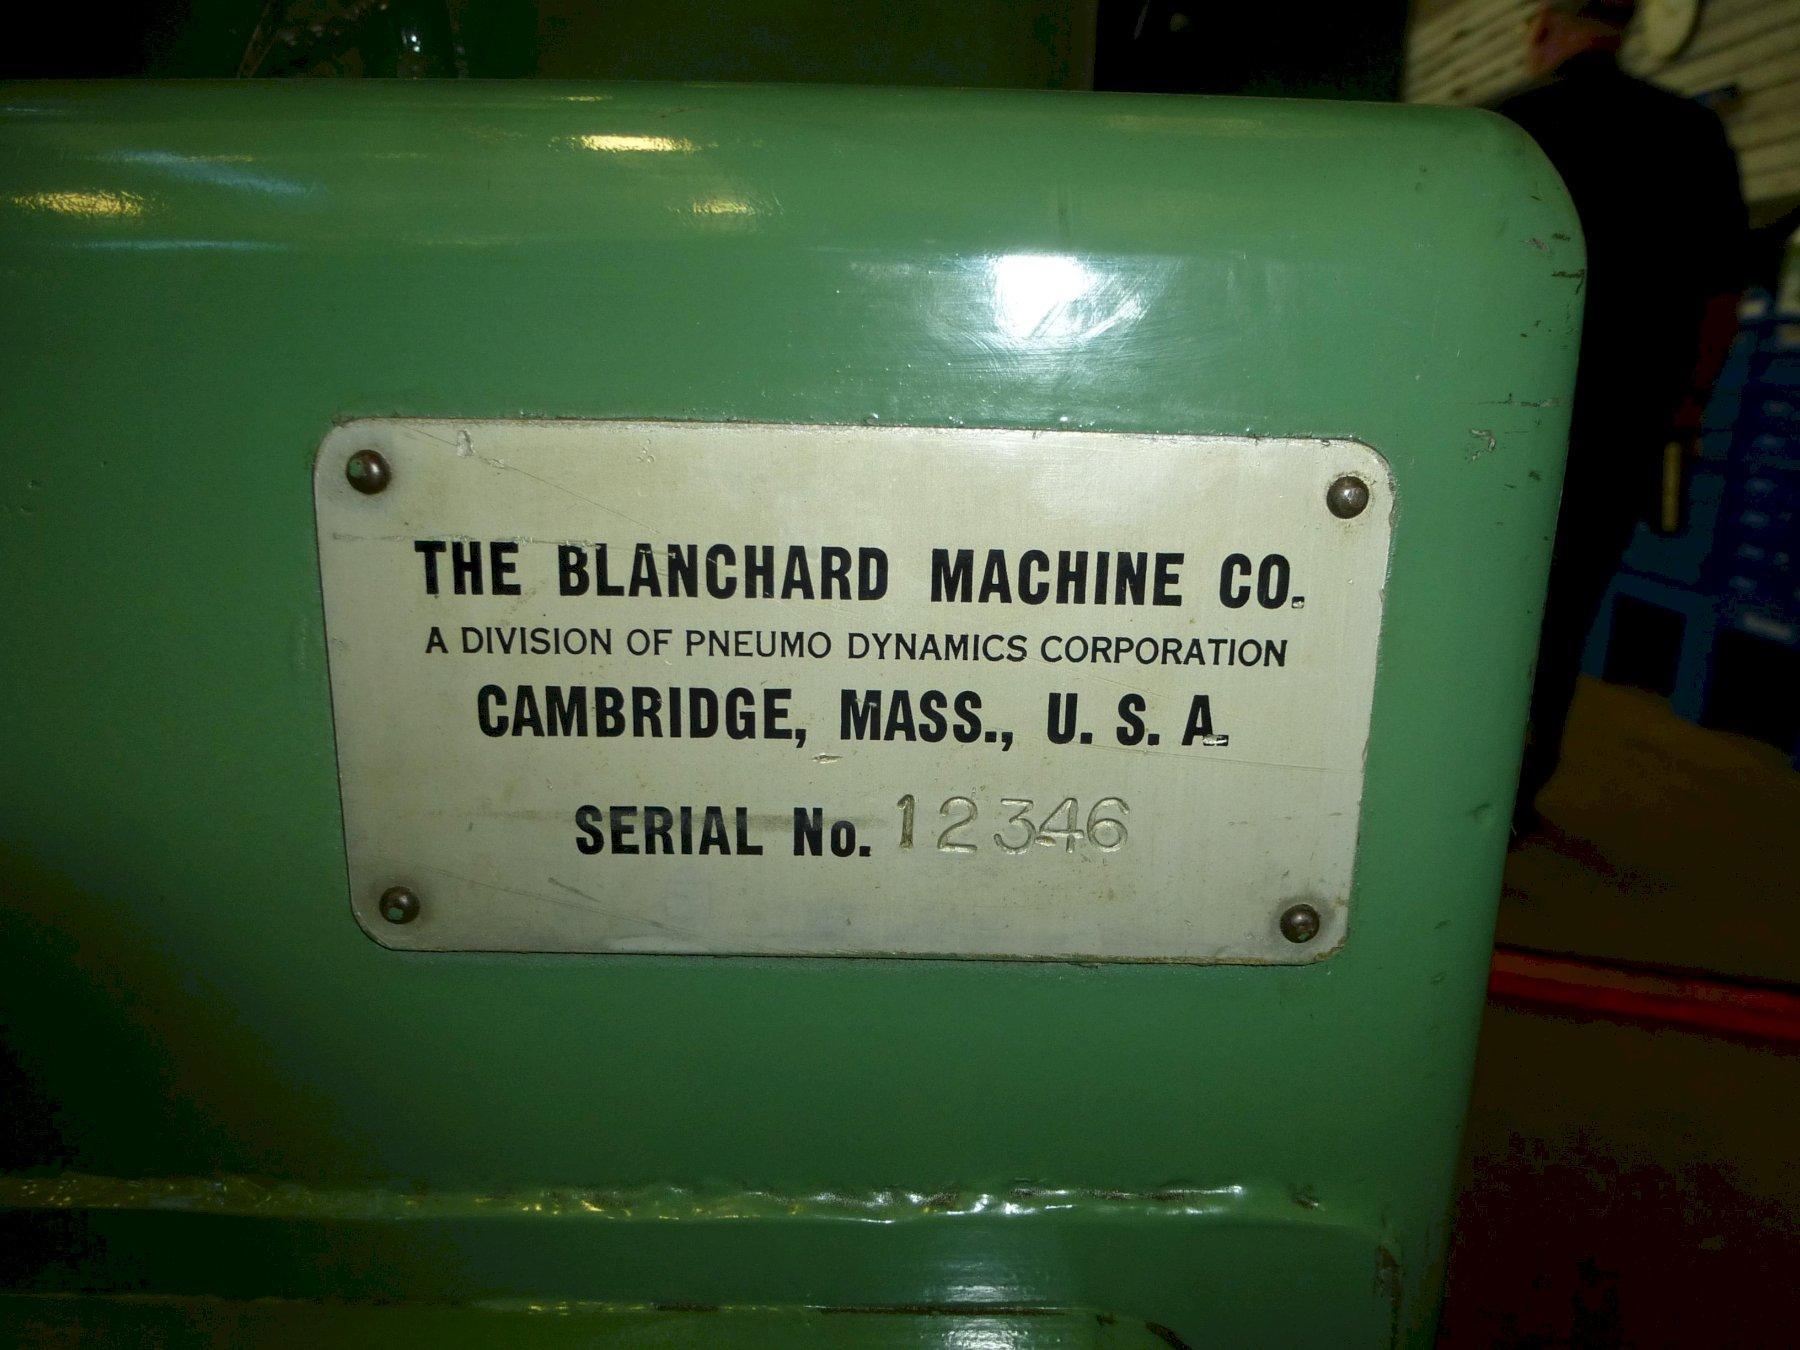 THE BLANCHARD MACHINE CO.
A DIVISION OF PNEUMO DYNAMICS CORPORATION
CAMBRIDGE, MASS., U. S. A.
SERIAL No. 12346